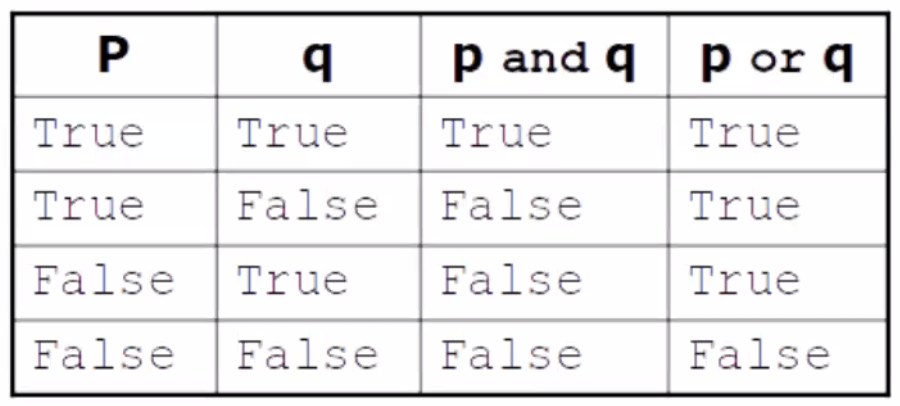 P q p and q p or q
True True True True
True False False True
False True False True
False False False False